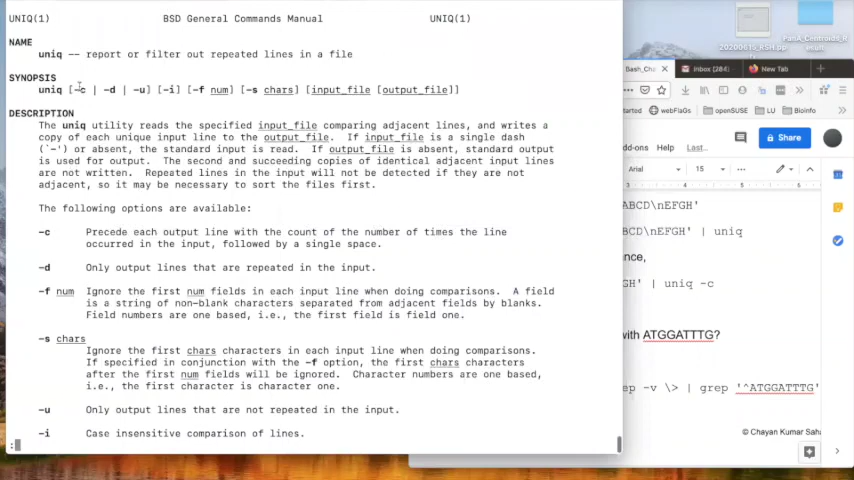 UNIQ(1) BSD General Commands Manual UNIQ(1)
NAME
uniq -- report or filter out repeated lines in a file
SYNOPSIS
uniq [-c | -d | -u] [-i] [-f num] [-s chars] [input_file [output_file]]
DESCRIPTION
The uniq utility reads the specified input_file comparing adjacent lines, and writes a
copy of each unique input line to the output_file. If input_file is a single dash
(`-') or absent, the standard input is read. If output_file is absent, standard output
is used for output. The second and succeeding copies of identical adjacent input lines
are not written. Repeated lines in the input will not be detected if they are not
adjacent, so it may be necessary to sort the files first.
The following options are available:
-c Precede each output line with the count of the number of times the line
occurred in the input, followed by a single space.
-d Only output lines that are repeated in the input.
-f num Ignore the first num fields in each input line when doing comparisons. A field
is a string of non-blank characters separated from adjacent fields by blanks.
Field numbers are one based, i.e., the first field is field one.
-s chars
Ignore the first chars characters in each input line when doing comparisons.
If specified in conjunction with the -f option, the first chars characters
after the first num fields will be ignored. Character numbers are one based,
i.e., the first character is character one.
-u Only output lines that are not repeated in the input.
-i Case insensitive comparison of lines.
:
20200615_RSH.pp
Bash_Cha Inbox (284) New Tab
webFlaGs openSUSE LU Bioinfo
Share
dd-ons Help Last...
Arial 15
3 4 5 6 7
ABCD\nEFGH'
ABCD\nEFGH' | uniq
nce,
GH' | uniq -c
with ATGGATTTG?
ep -v \> | grep '^ATGGATTTG'
© Chayan Kumar Saha